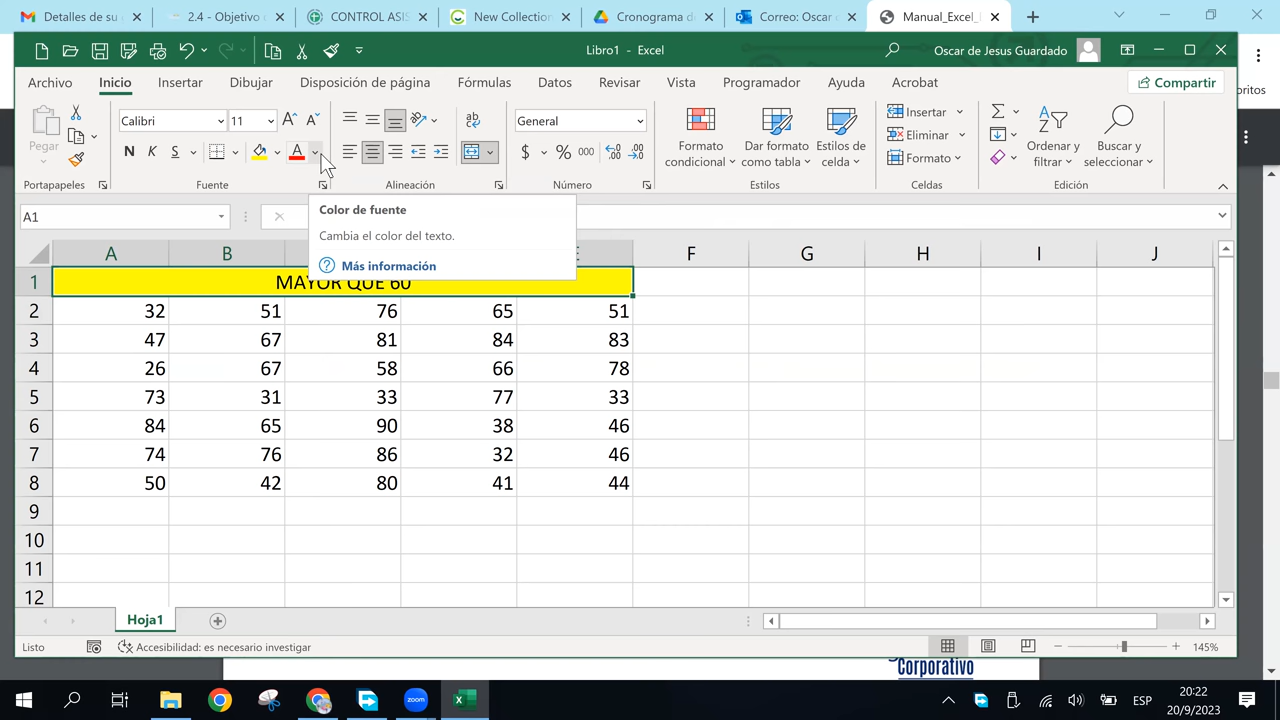 Detalles de su
2.4 - Objetivo d
CONTROL ASIS
New Collection
Cronograma de
Correo: Oscar d
Manual_Excel_
Libro1 - Excel
Oscar de Jesus Guardado
oritos
Archivo Inicio Insertar Dibujar Disposición de página Fórmulas Datos Revisar Vista Programador Ayuda Acrobat Compartir
Calibri 11 General
Pegar
N K S
Formato condicional
Dar formato como tabla
Estilos de celda
Insertar
Eliminar
Formato
Ordenar y filtrar
Buscar y seleccionar
$ % 000
Portapapeles Fuente Alineación Número Estilos Celdas Edición
A1
Color de fuente
Cambia el color del texto.
Más información
A B E F G H I J
1 MAYOR QUE 60
2 32 51 76 65 51
3 47 67 81 84 83
4 26 67 58 66 78
5 73 31 33 77 33
6 84 65 90 38 46
7 74 76 86 32 46
8 50 42 80 41 44
9
10
11
12
Hoja1
Listo
Accesibilidad: es necesario investigar
145%
Corporativo
zoom
ESP
20:22
20/9/2023